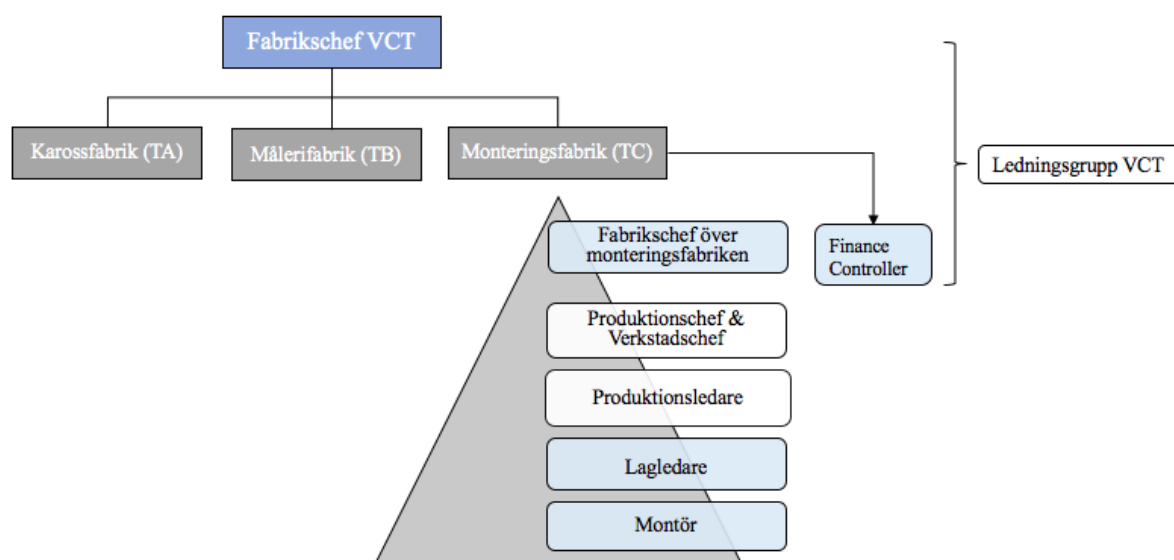 Fabrikschef VCT
Karossfabrik (TA)
Målerifabrik (TB)
Monteringsfabrik (TC)
Ledningsgrupp VCT
Fabrikschef över
monteringsfabriken
Finance
Controller
Produktionschef &
Verkstadschef
Produktionsledare
Lagledare
Montör